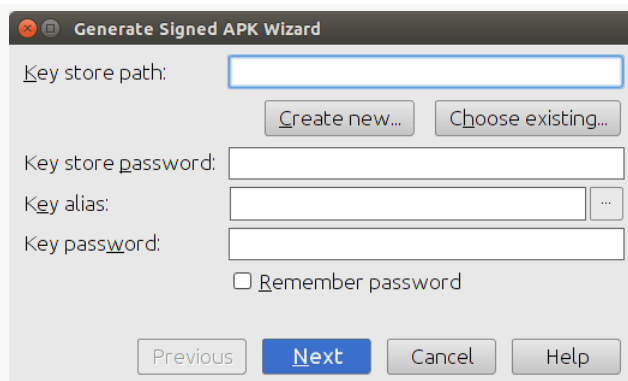 Generate Signed APK Wizard
Key store path:
Create new... Choose existing...
Key store password:
Key alias: ...
Key password:
Remember password
Previous Next Cancel Help